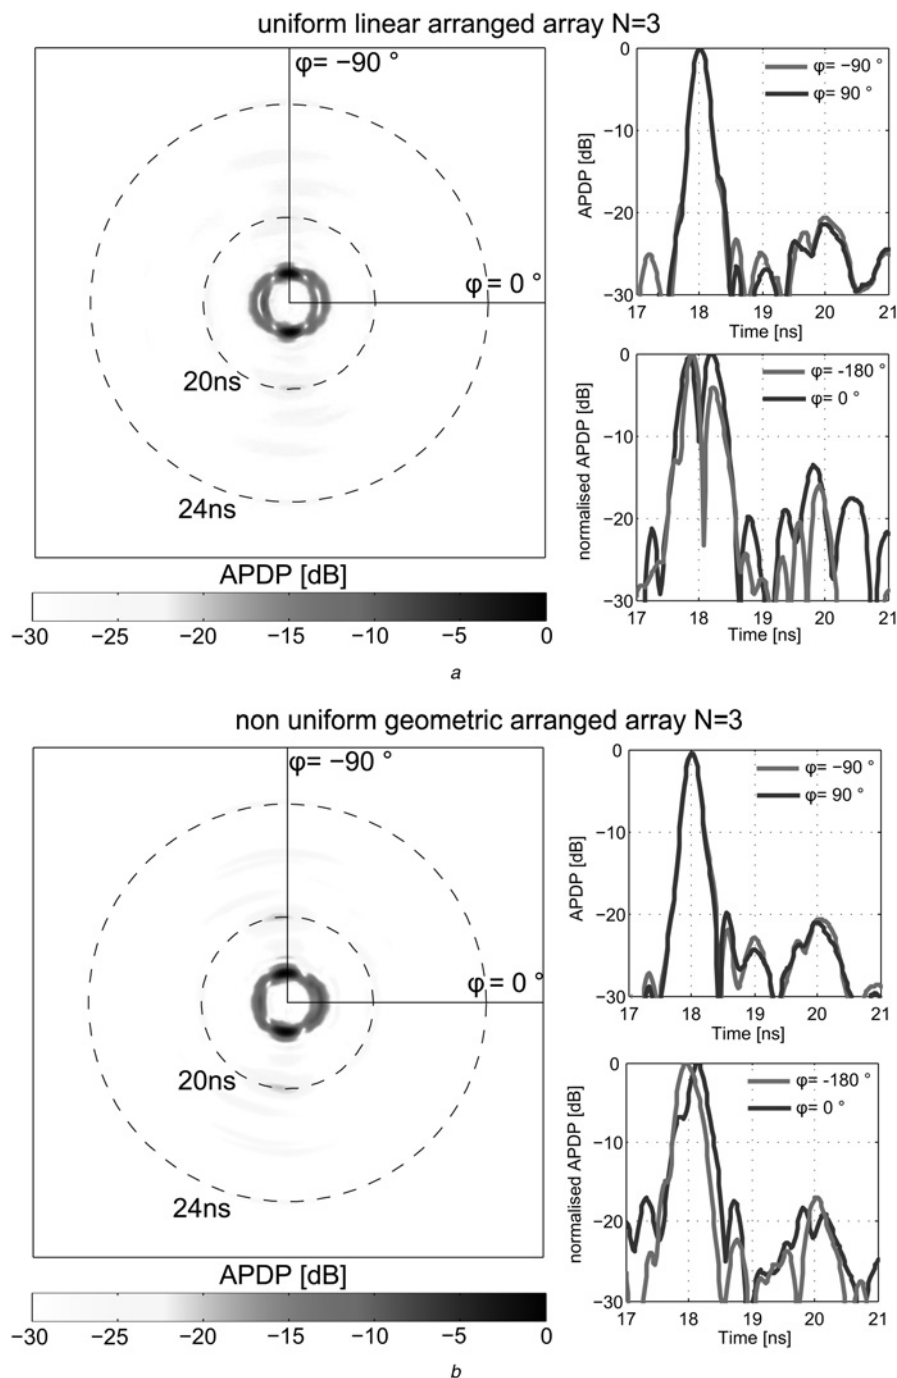 uniform linear arranged array N=3
φ= −90 °
φ= 0 °
20ns
24ns
APDP [dB]
−30 −25 −20 −15 −10 −5 0
0
−10
−20
−30
APDP [dB]
φ= −90 °
φ= 90 °
17 18 19 20 21
Time [ns]
0
−10
−20
−30
normalised APDP [dB]
φ= -180 °
φ= 0 °
17 18 19 20 21
Time [ns]
a
non uniform geometric arranged array N=3
φ= −90 °
φ= 0 °
20ns
24ns
APDP [dB]
−30 −25 −20 −15 −10 −5 0
0
−10
−20
−30
APDP [dB]
φ= −90 °
φ= 90 °
17 18 19 20 21
Time [ns]
0
−10
−20
−30
normalised APDP [dB]
φ= -180 °
φ= 0 °
17 18 19 20 21
Time [ns]
b